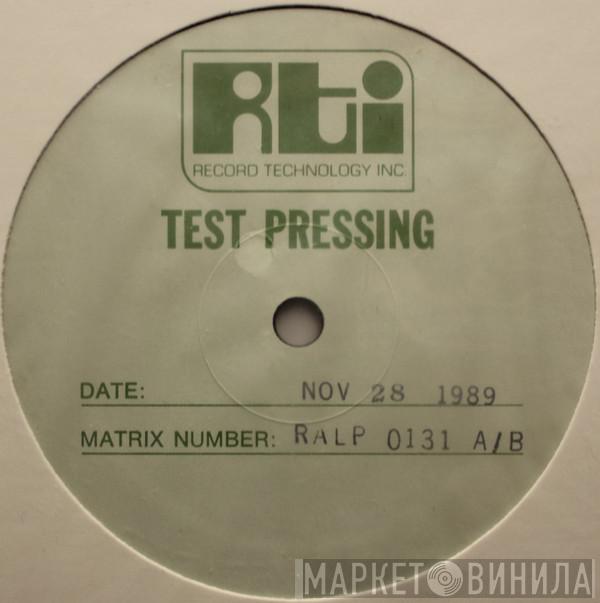 Rti
RECORD TECHNOLOGY INC.
TEST PRESSING
DATE: NOV 28 1989
MATRIX NUMBER: RALP 0131 A/B
МАРКЕТ ВИНИЛА